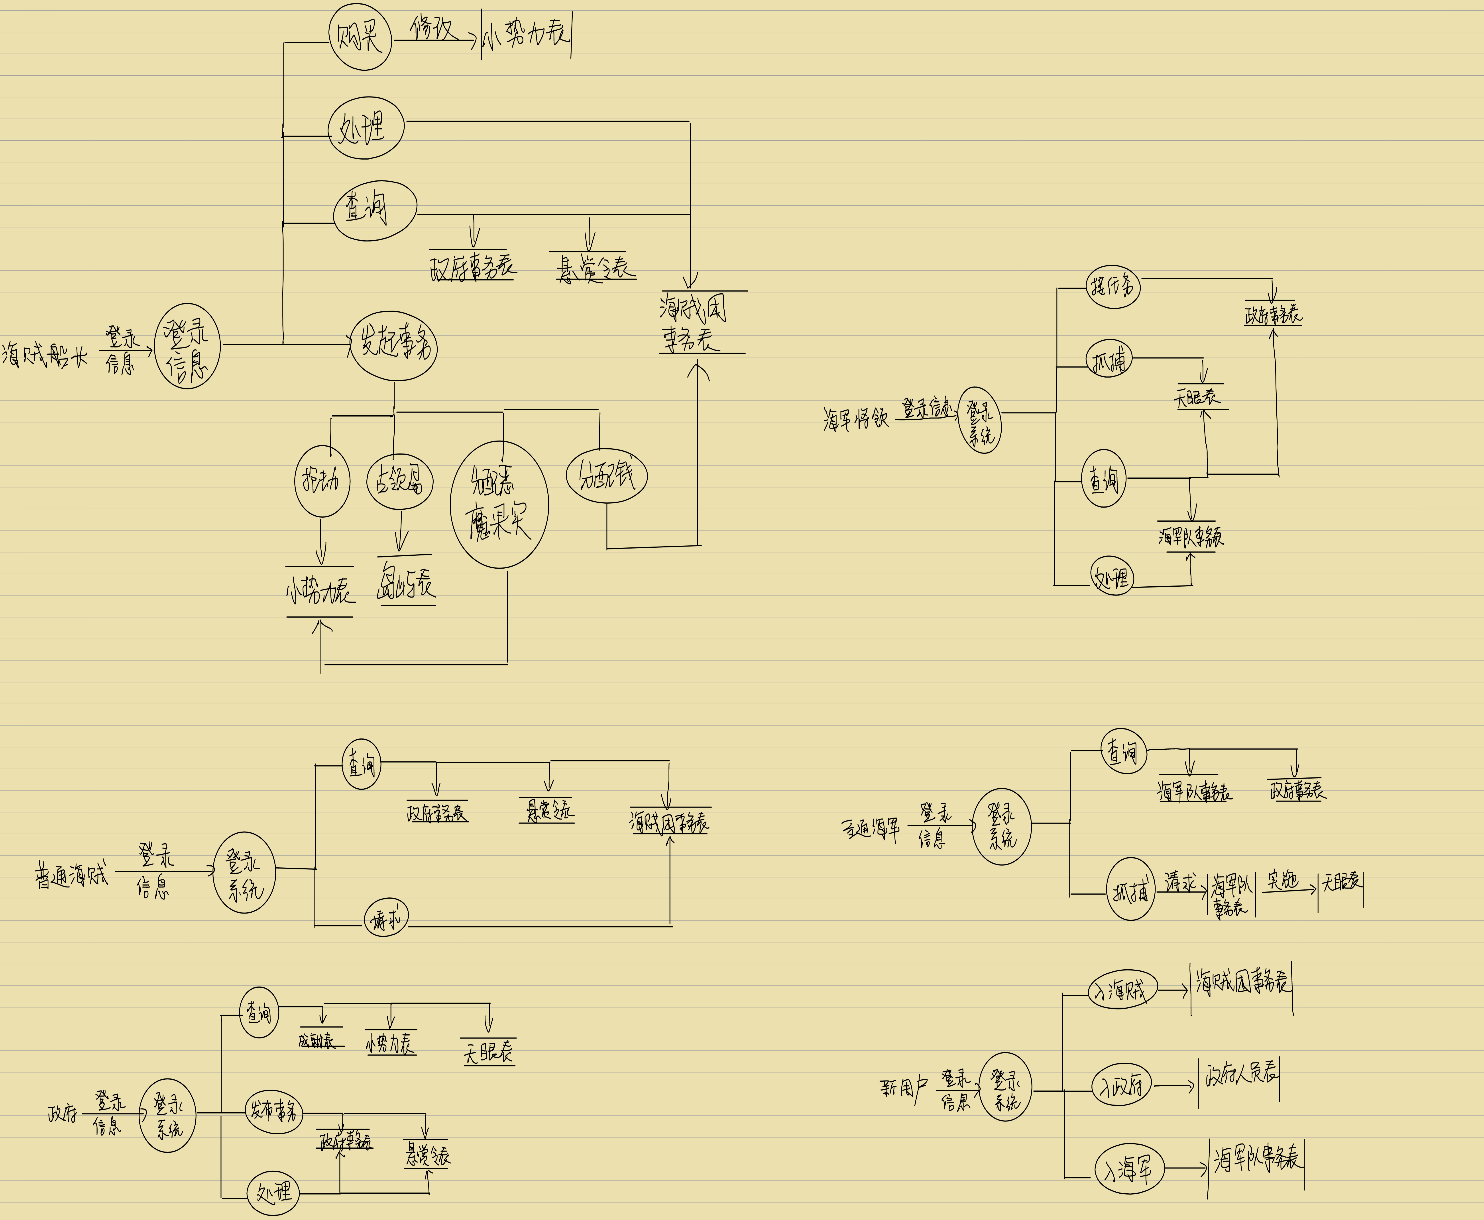 购买
修改
小势力表
处理
查询
政府事务表
悬赏令表
海贼团
事务表
海贼船长
登录
信息
登录
信息
发起事务
抢劫
占领岛
分配恶
魔果实
分配钱
小势力表
岛屿表
接任务
政府事务表
抓捕
天眼表
海军将领
登录信息
登录
系统
查询
海军队事务表
处理
查询
政府事务表
悬赏令表
海贼团事务表
普通海贼
登录
信息
登录
系统
请求
查询
海军队事务表
政府事务表
普通海军
登录
信息
登录
系统
抓捕
请求
海军队
事务表
实施
天眼表
查询
小势力表
天眼表
政府
登录
信息
登录
系统
发布事务
政府事务表
悬赏令表
处理
入海贼
海贼团事务表
新用户
登录
信息
登录
系统
入政府
政府人员表
入海军
海军队事务表